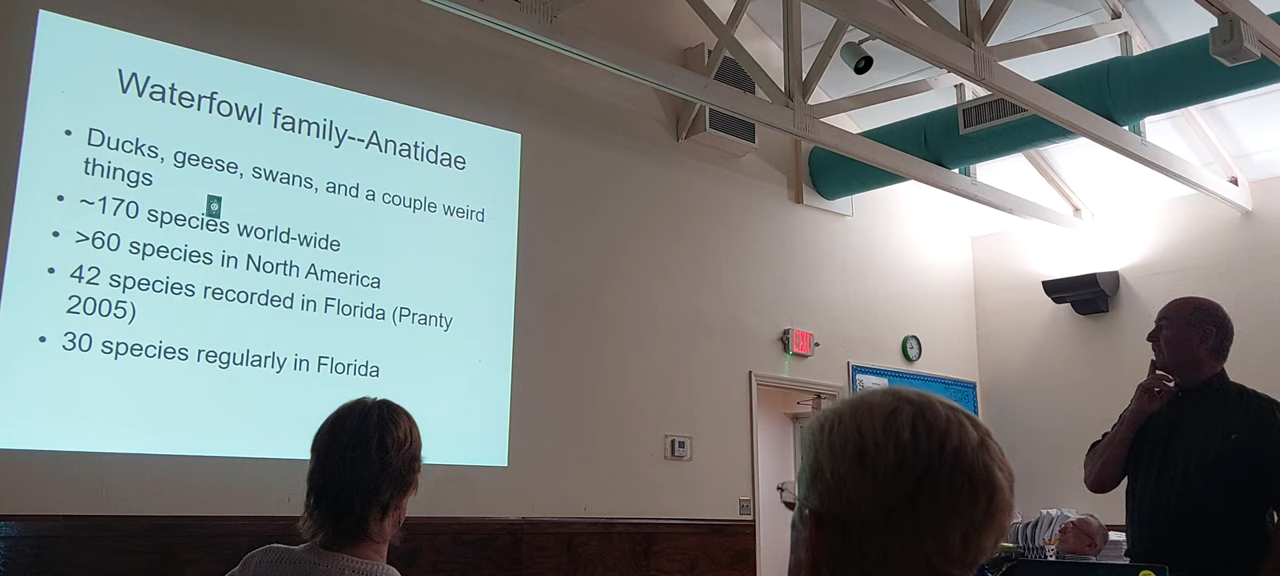 Waterfowl family--Anatidae
• Ducks, geese, swans, and a couple weird
things
• ~170 species world-wide
• >60 species in North America
• 42 species recorded in Florida (Pranty
2005)
• 30 species regularly in Florida
EXIT